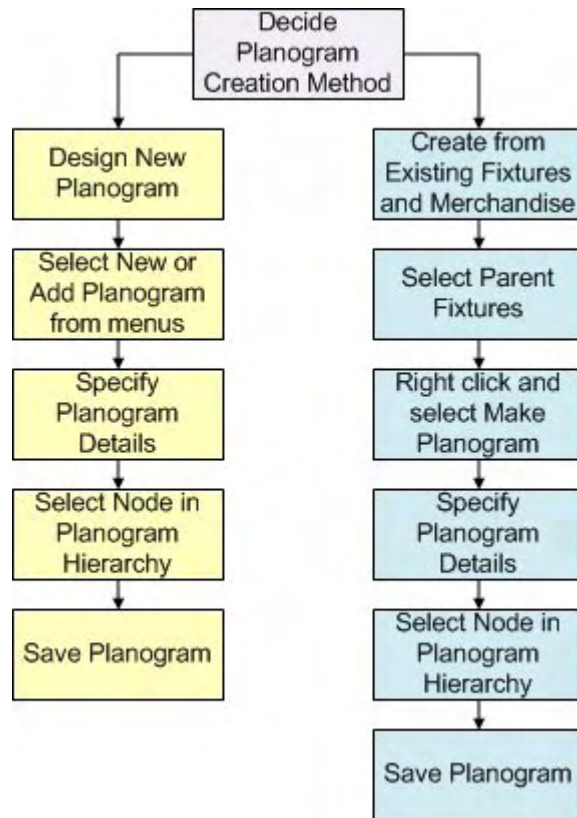 Decide
Planogram
Creation Method
Design New
Planogram
Select New or
Add Planogram
from menus
Specify
Planogram
Details
Select Node in
Planogram
Hierarchy
Save Planogram
Create from
Existing Fixtures
and Merchandise
Select Parent
Fixtures
Right click and
select Make
Planogram
Specify
Planogram
Details
Select Node in
Planogram
Hierarchy
Save Planogram